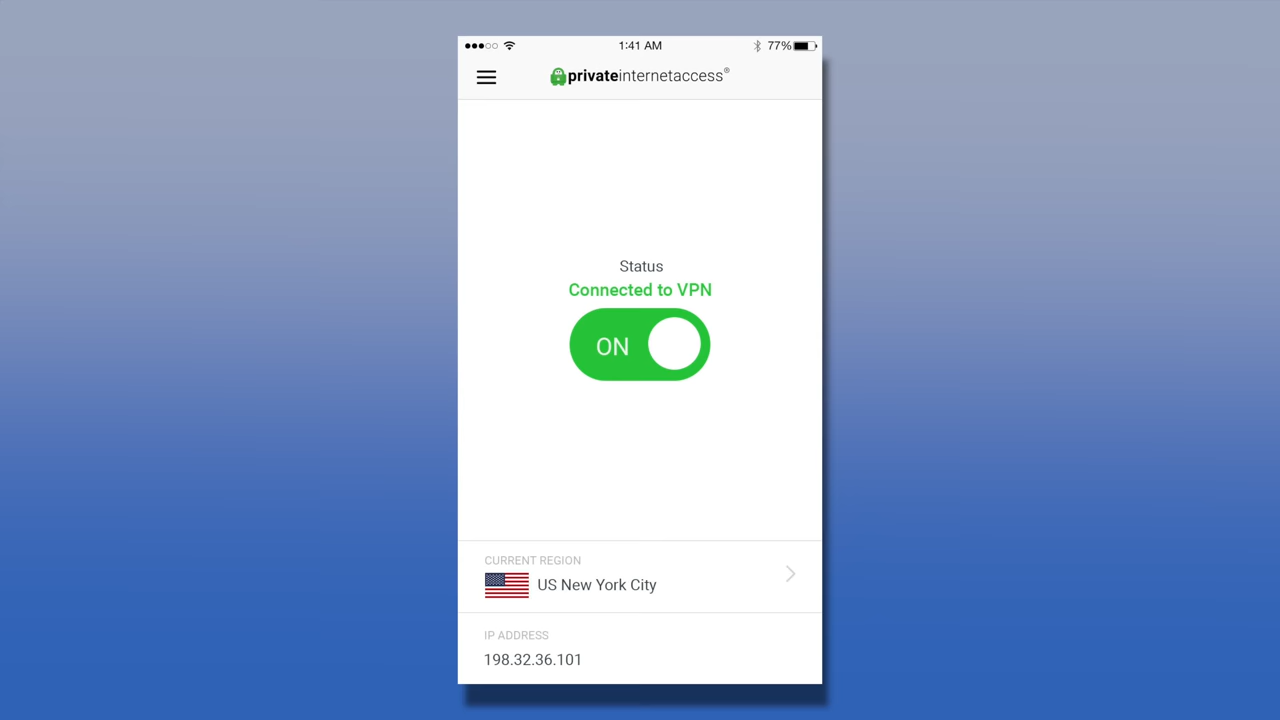 1:41 AM 77%
privateinternetaccess®
Status
Connected to VPN
ON
CURRENT REGION
US New York City
IP ADDRESS
198.32.36.101